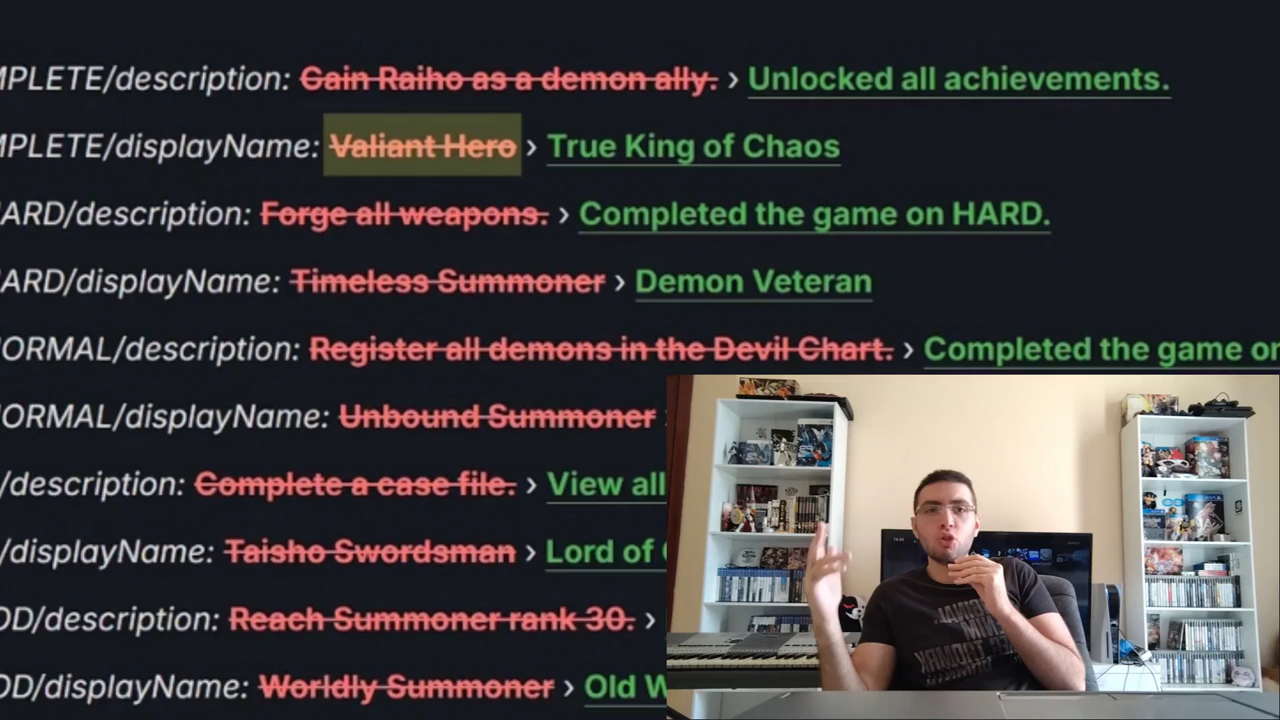 MPLETE/description: Gain Raiho as a demon ally. › Unlocked all achievements.
MPLETE/displayName: Valiant Hero › True King of Chaos
ARD/description: Forge all weapons. › Completed the game on HARD.
ARD/displayName: Timeless Summoner › Demon Veteran
ORMAL/description: Register all demons in the Devil Chart. › Completed the game on
ORMAL/displayName: Unbound Summoner
/description: Complete a case file. › View all
/displayName: Taisho Swordsman › Lord of
OD/description: Reach Summoner rank 30. ›
OD/displayName: Worldly Summoner › Old W